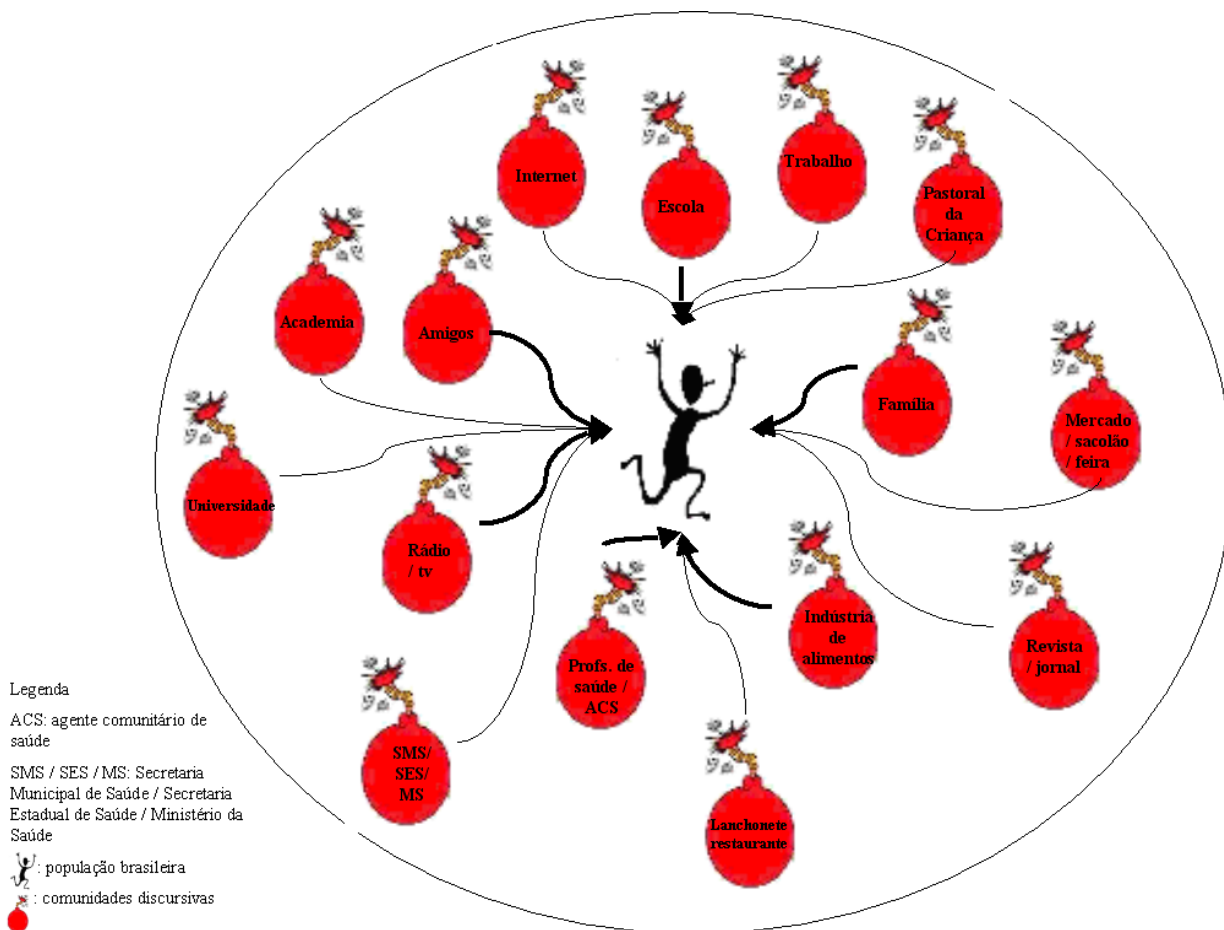 Internet
Escola
Trabalho
Pastoral
da
Criança
Academia
Amigos
Família
Mercado
/ sacolão
/ feira
Universidade
Rádio
/ tv
Indústria
de
alimentos
Revista
/ jornal
Profs. de
saúde /
ACS
SMS/
SES/
MS
Lanchonete
restaurante
Legenda
ACS: agente comunitário de
saúde
SMS / SES / MS: Secretaria
Municipal de Saúde / Secretaria
Estadual de Saúde / Ministério da
Saúde
: população brasileira
: comunidades discursivas